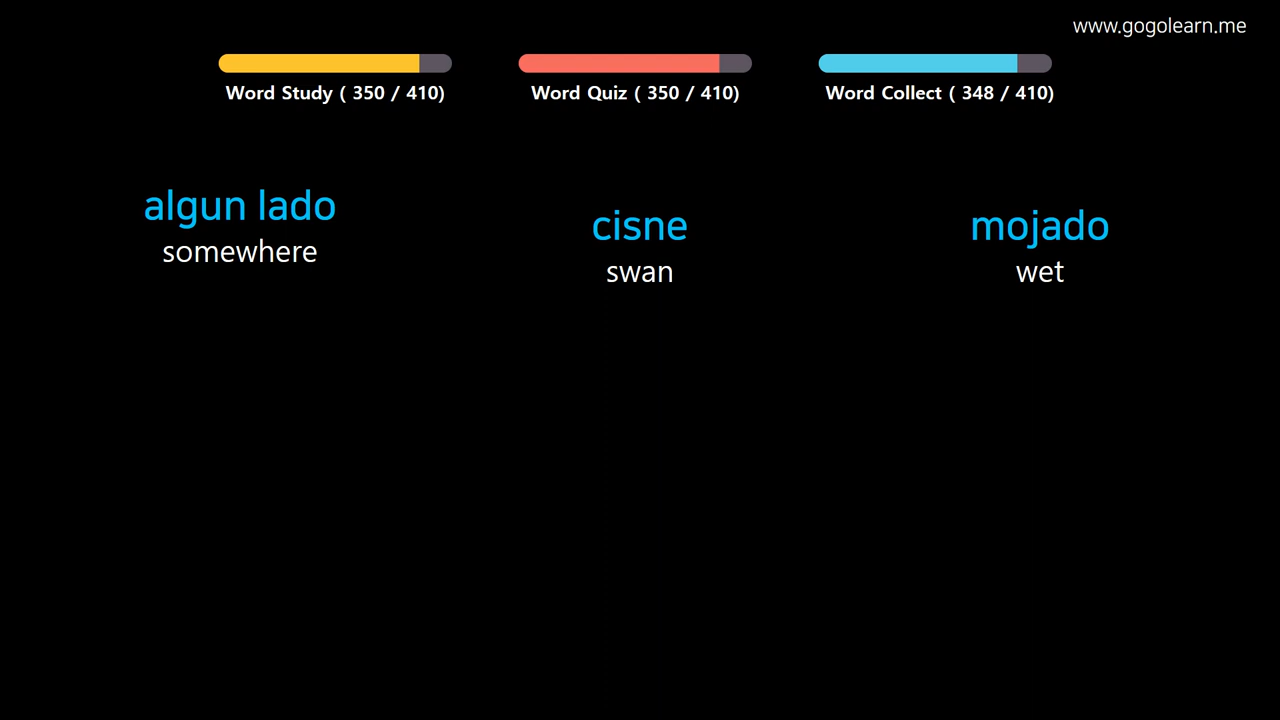 www.gogolearn.me
Word Study ( 350 / 410)
Word Quiz ( 350 / 410)
Word Collect ( 348 / 410)
algun lado
somewhere
cisne
swan
mojado
wet